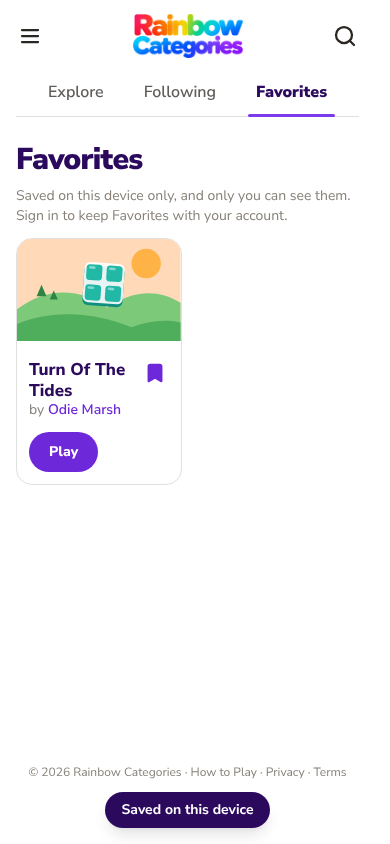 Rainbow
Categories
Explore
Following
Favorites
Favorites
Saved on this device only, and only you can see them.
Sign in to keep Favorites with your account.
Turn Of The
Tides
by Odie Marsh
Play
© 2026 Rainbow Categories · How to Play · Privacy · Terms
Saved on this device